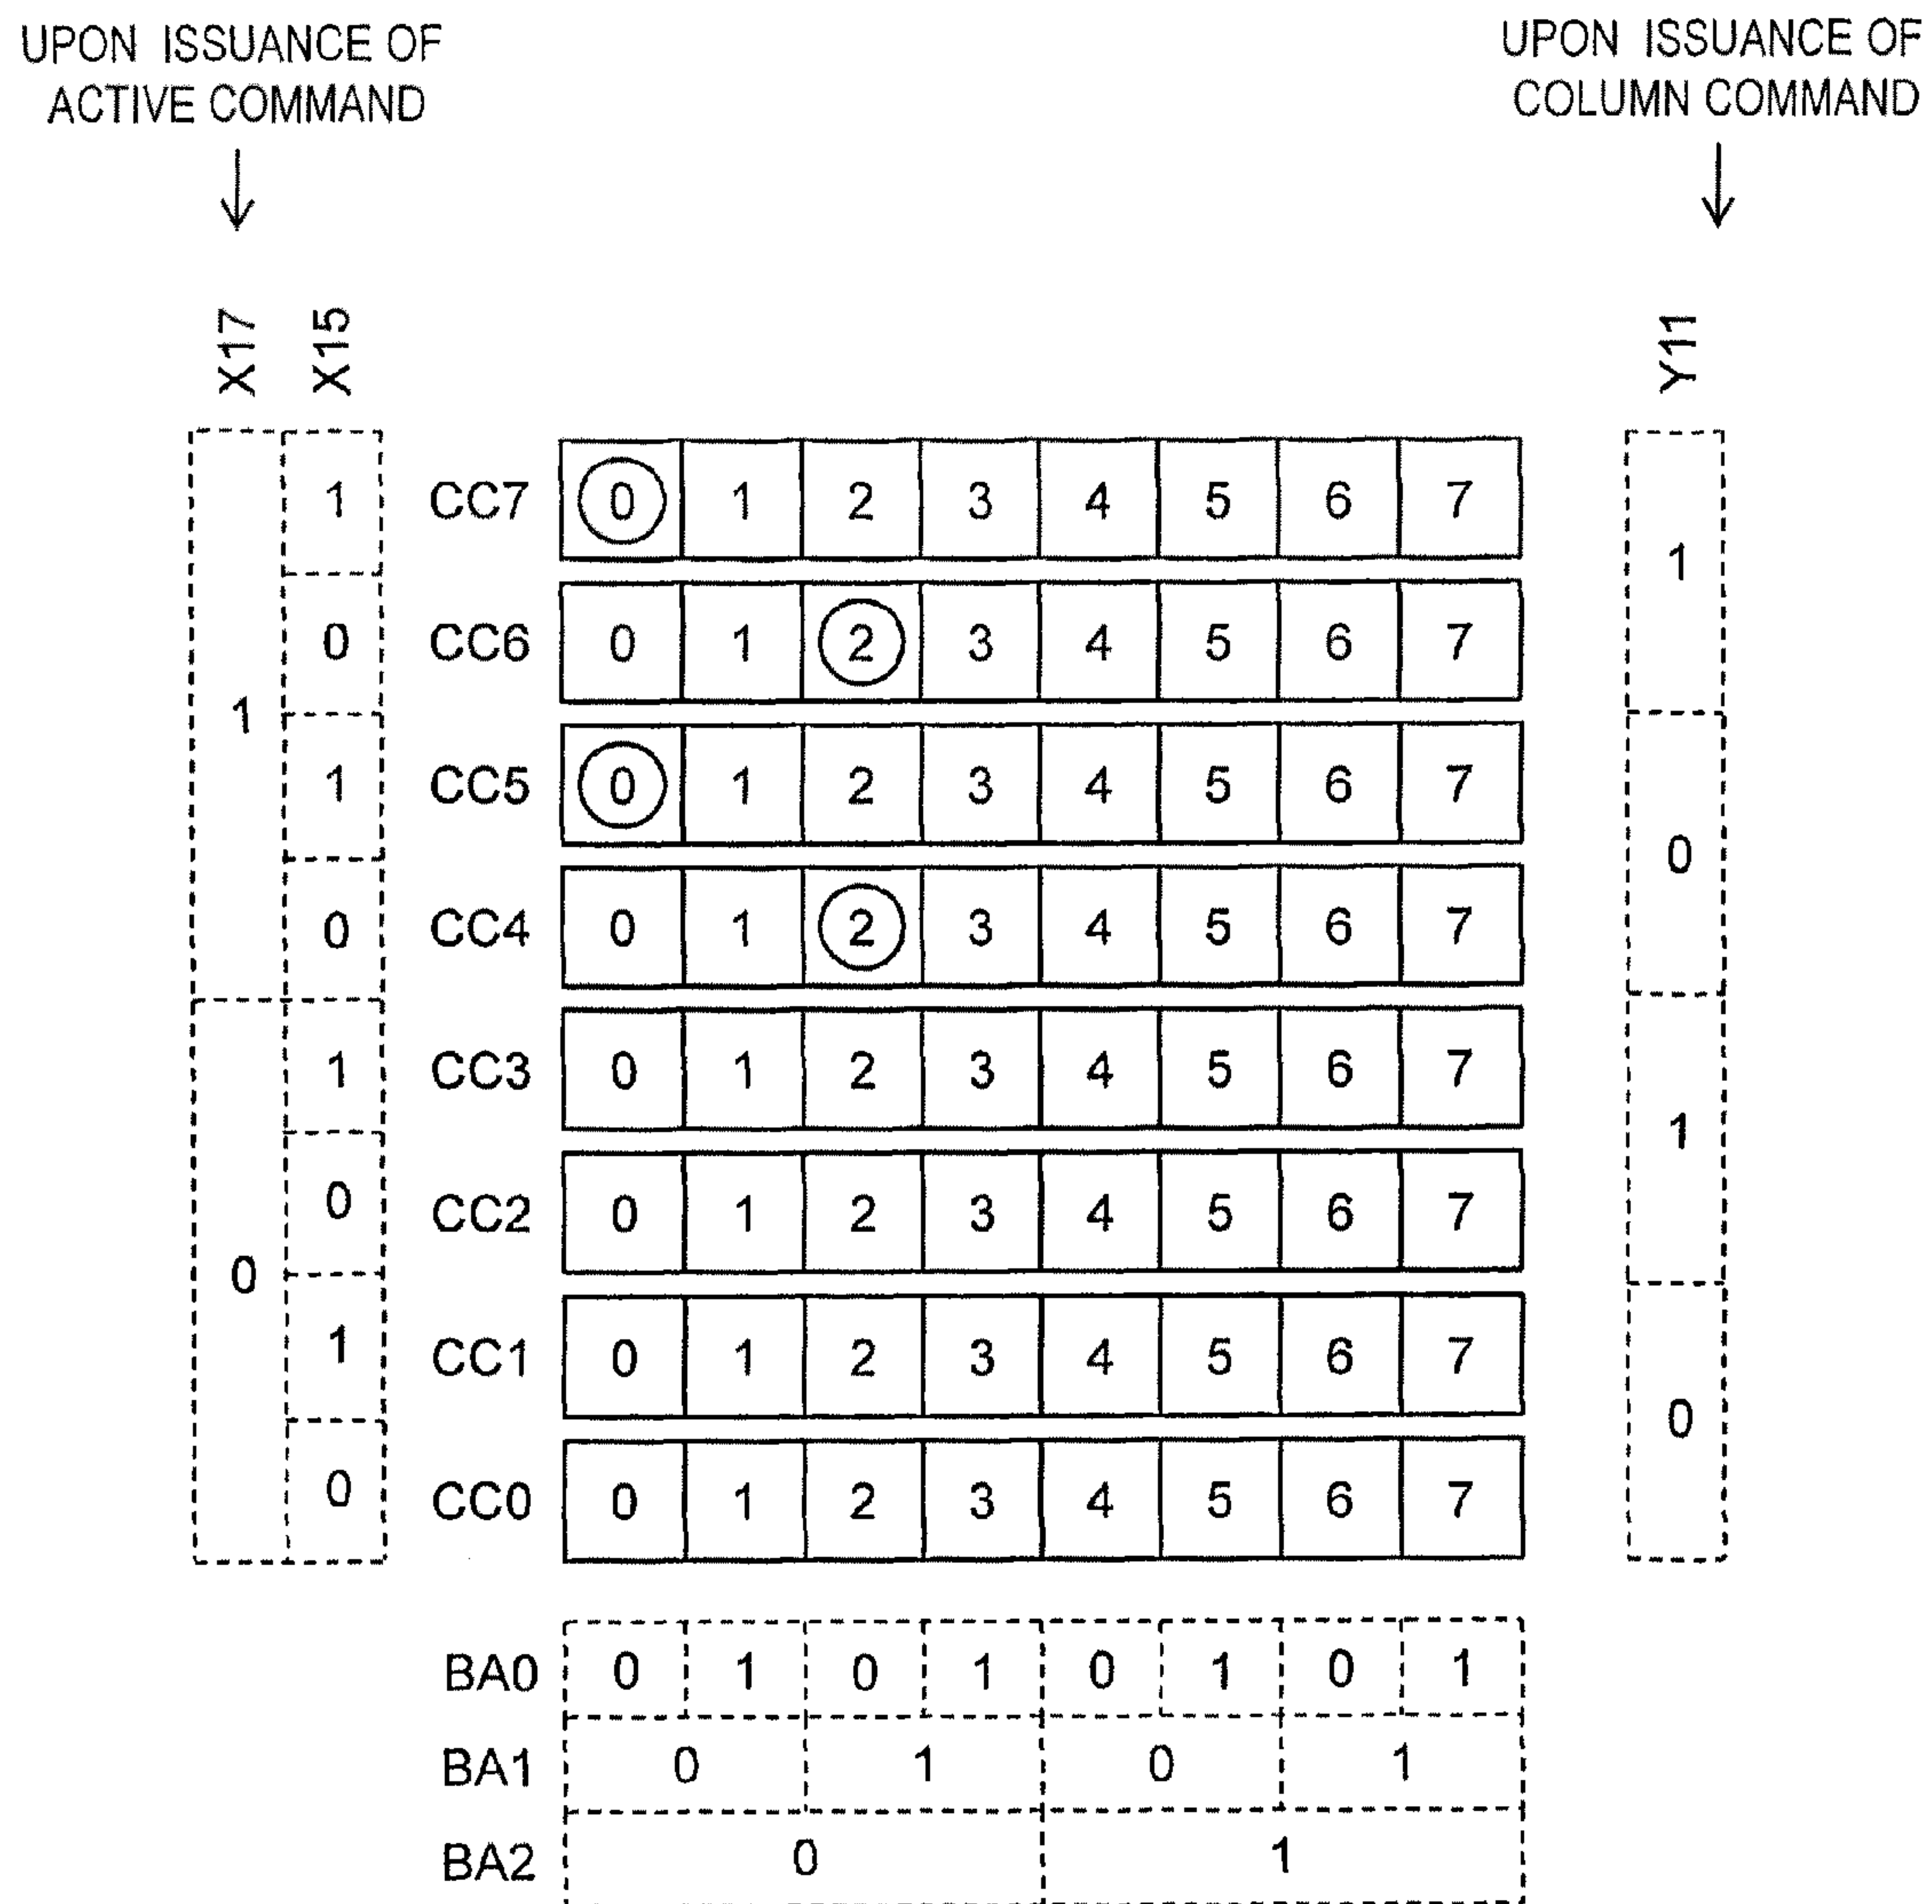 UPON ISSUANCE OF
ACTIVE COMMAND
UPON ISSUANCE OF
COLUMN COMMAND
X17
X15
Y11
1
0
1
0
1
0
1
0
1
0
CC7 0 1 2 3 4 5 6 7
CC6 0 1 2 3 4 5 6 7
CC5 0 1 2 3 4 5 6 7
CC4 0 1 2 3 4 5 6 7
CC3 0 1 2 3 4 5 6 7
CC2 0 1 2 3 4 5 6 7
CC1 0 1 2 3 4 5 6 7
CC0 0 1 2 3 4 5 6 7
1
0
1
0
BA0 0 1 0 1 0 1 0 1
BA1 0 1 0 1
BA2 0 1